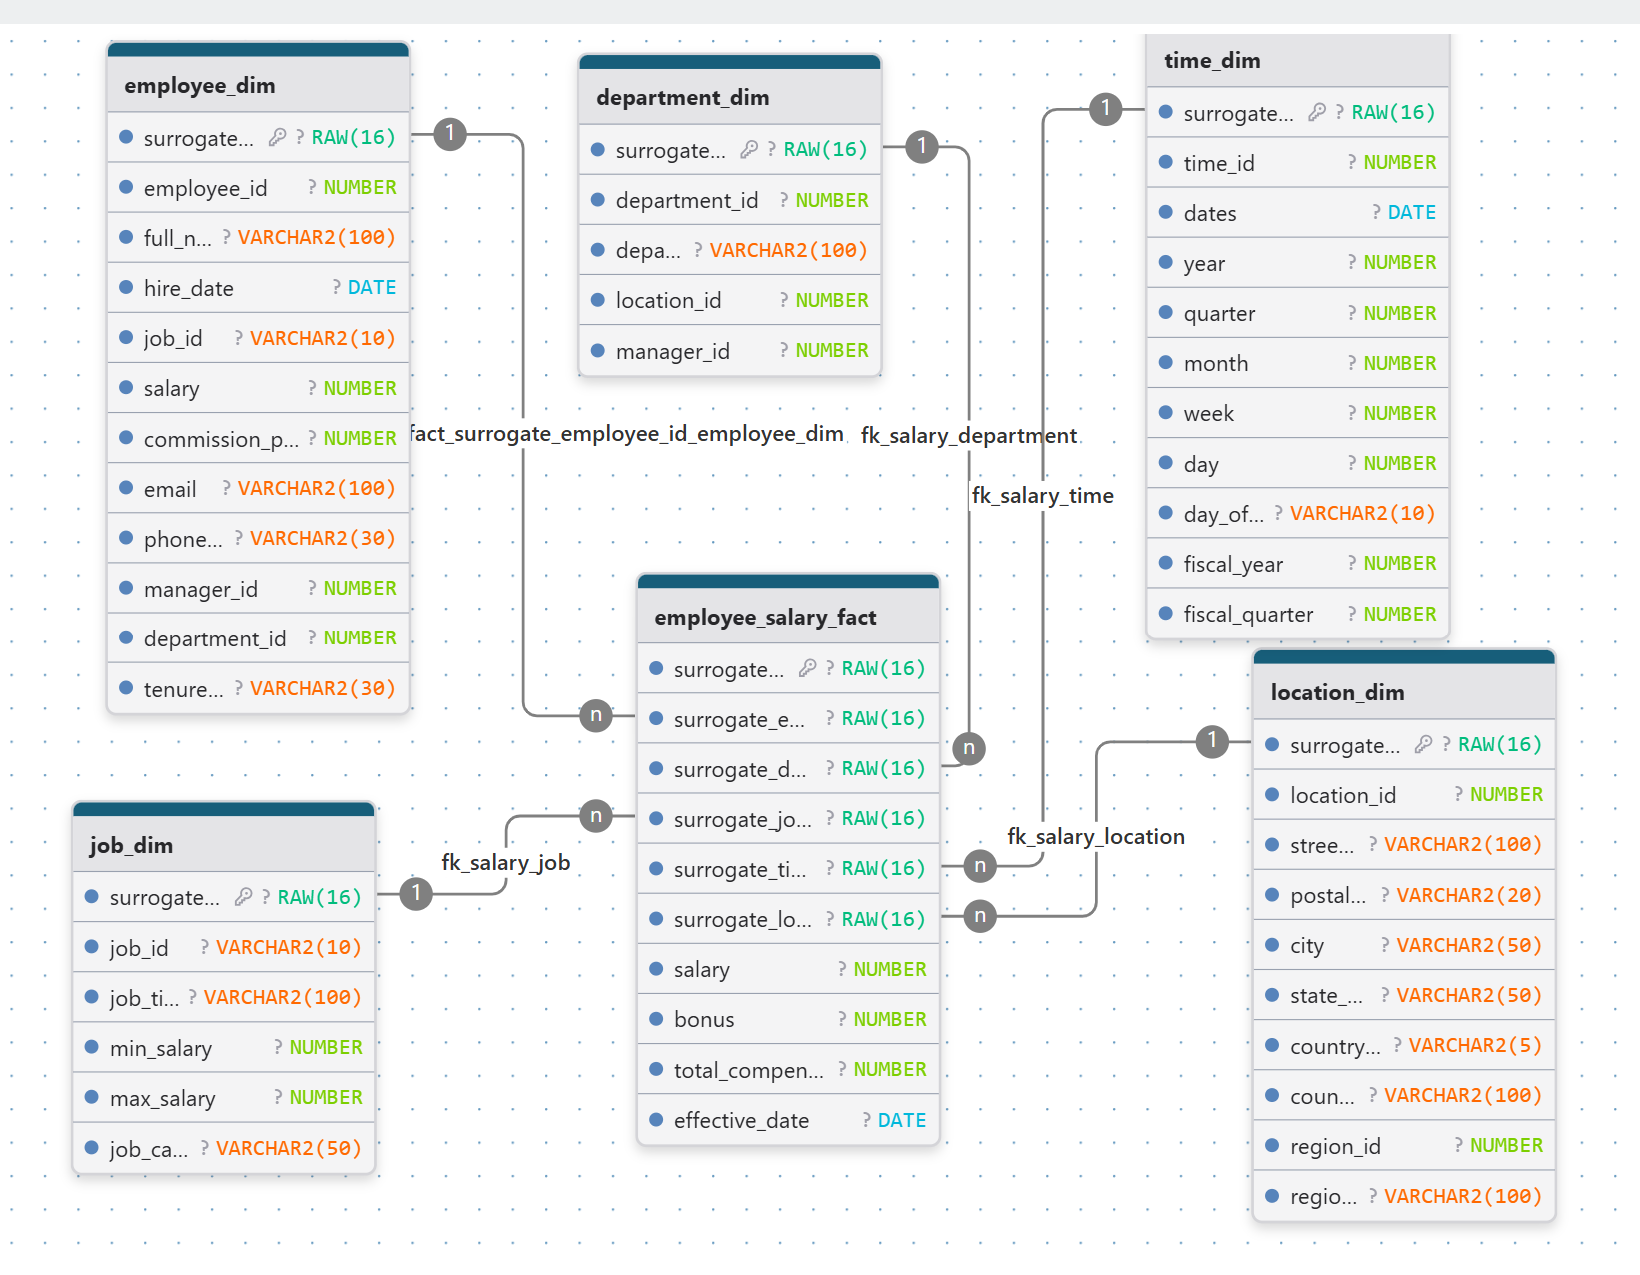 employee_dim
surrogate... ? RAW(16)
employee_id ? NUMBER
full_n... ? VARCHAR2(100)
hire_date ? DATE
job_id ? VARCHAR2(10)
salary ? NUMBER
commission_p... ? NUMBER
email ? VARCHAR2(100)
phone... ? VARCHAR2(30)
manager_id ? NUMBER
department_id ? NUMBER
tenure... ? VARCHAR2(30)
1
department_dim
surrogate... ? RAW(16)
department_id ? NUMBER
depa... ? VARCHAR2(100)
location_id ? NUMBER
manager_id ? NUMBER
1
time_dim
surrogate... ? RAW(16)
time_id ? NUMBER
dates ? DATE
year ? NUMBER
quarter ? NUMBER
month ? NUMBER
week ? NUMBER
day ? NUMBER
day_of... ? VARCHAR2(10)
fiscal_year ? NUMBER
fiscal_quarter ? NUMBER
1
fact_surrogate_employee_id_employee_dim
fk_salary_department
fk_salary_time
employee_salary_fact
surrogate... ? RAW(16)
surrogate_e... ? RAW(16)
surrogate_d... ? RAW(16)
surrogate_jo... ? RAW(16)
surrogate_ti... ? RAW(16)
surrogate_lo... ? RAW(16)
salary ? NUMBER
bonus ? NUMBER
total_compen... ? NUMBER
effective_date ? DATE
n
n
n
n
n
fk_salary_job
fk_salary_location
1
1
job_dim
surrogate... ? RAW(16)
job_id ? VARCHAR2(10)
job_ti... ? VARCHAR2(100)
min_salary ? NUMBER
max_salary ? NUMBER
job_ca... ? VARCHAR2(50)
location_dim
surrogate... ? RAW(16)
location_id ? NUMBER
stree... ? VARCHAR2(100)
postal... ? VARCHAR2(20)
city ? VARCHAR2(50)
state_... ? VARCHAR2(50)
country... ? VARCHAR2(5)
coun... ? VARCHAR2(100)
region_id ? NUMBER
regio... ? VARCHAR2(100)